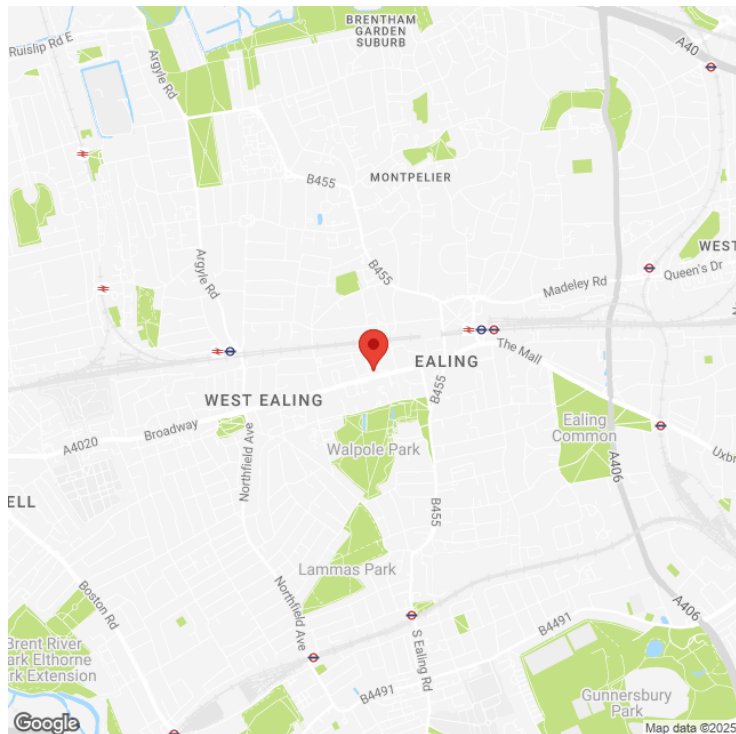 BRENTHAM
GARDEN
SUBURB
Ruislip Rd E
Argyle Rd
A40
B455
MONTPELIER
WEST
Argyle Rd
B455
Madeley Rd
Queen's Dr
The Mall
EALING
B455
WEST EALING
Broadway
A4020
Northfield Ave
Walpole Park
Ealing
Common
A406
Uxbr
ELL
B455
Lammas Park
Boston Rd
Northfield Ave
S Ealing Rd
B4491
A406
Brent River
Park Elthorne
rk Extension
B4491
Gunnersbury
Park
Google
Map data ©2025